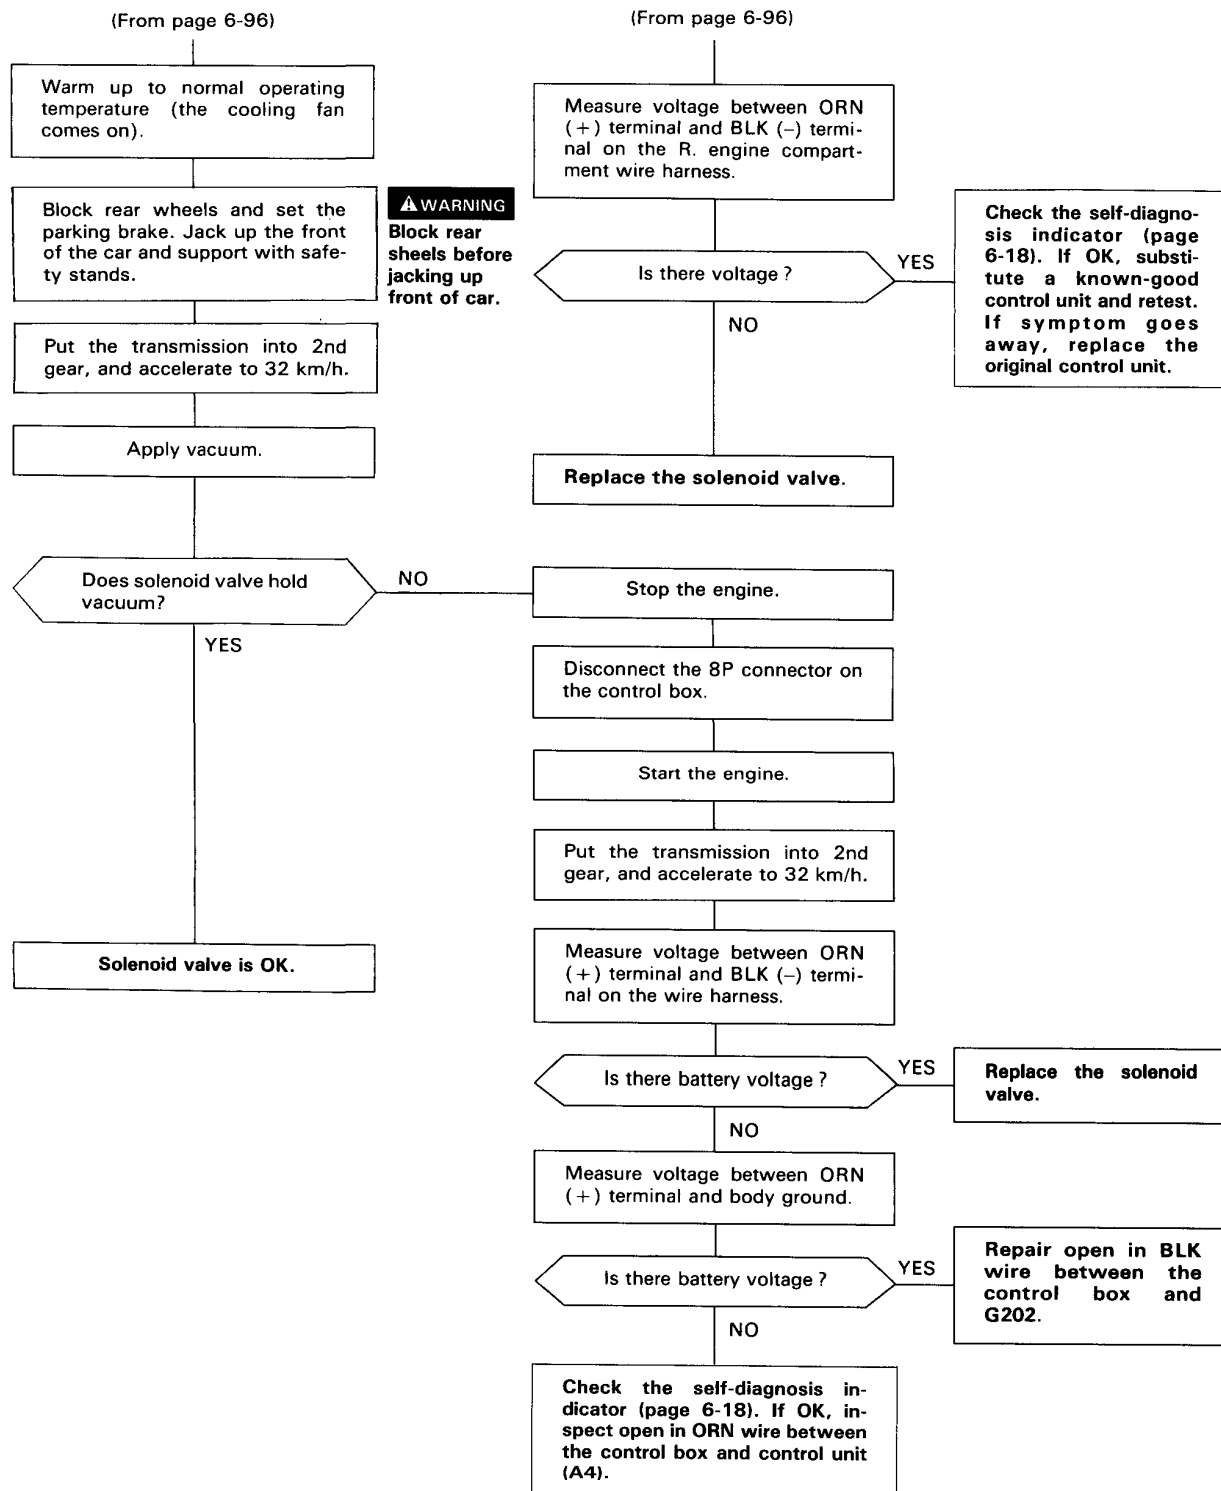 (From page 6-96)
Warm up to normal operating
temperature (the cooling fan
comes on).
Block rear wheels and set the
parking brake. Jack up the front
of the car and support with safe-
ty stands.
WARNING
Block rear
sheels before
jacking up
front of car.
Put the transmission into 2nd
gear, and accelerate to 32 km/h.
Apply vacuum.
Does solenoid valve hold
vacuum?
NO
YES
Solenoid valve is OK.
(From page 6-96)
Measure voltage between ORN
(+) terminal and BLK (–) termi-
nal on the R. engine compart-
ment wire harness.
Is there voltage ?
YES
Check the self-diagno-
sis indicator (page
6-18). If OK, substi-
tute a known-good
control unit and retest.
If symptom goes
away, replace the
original control unit.
NO
Replace the solenoid valve.
Stop the engine.
Disconnect the 8P connector on
the control box.
Start the engine.
Put the transmission into 2nd
gear, and accelerate to 32 km/h.
Measure voltage between ORN
(+) terminal and BLK (–) termi-
nal on the wire harness.
Is there battery voltage ?
YES
Replace the solenoid
valve.
NO
Measure voltage between ORN
(+) terminal and body ground.
Is there battery voltage ?
YES
Repair open in BLK
wire between the
control box and
G202.
NO
Check the self-diagnosis in-
dicator (page 6-18). If OK, in-
spect open in ORN wire between
the control box and control unit
(A4).